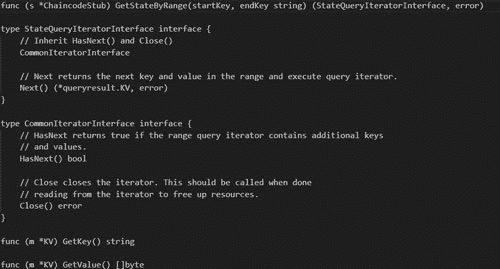 func (s *ChaincodeStub) GetStateByRange(startKey, endKey string) (StateQueryIteratorInterface, error)
type StateQueryIteratorInterface interface {
// Inherit HasNext() and Close()
CommonIteratorInterface
// Next returns the next key and value in the range and execute query iterator.
Next() (*queryresult.KV, error)
}
type CommonIteratorInterface interface {
// HasNext returns true if the range query iterator contains additional keys
// and values.
HasNext() bool
// Close closes the iterator. This should be called when done
// reading from the iterator to free up resources.
Close() error
}
func (m *KV) GetKey() string
func (m *KV) GetValue() []byte